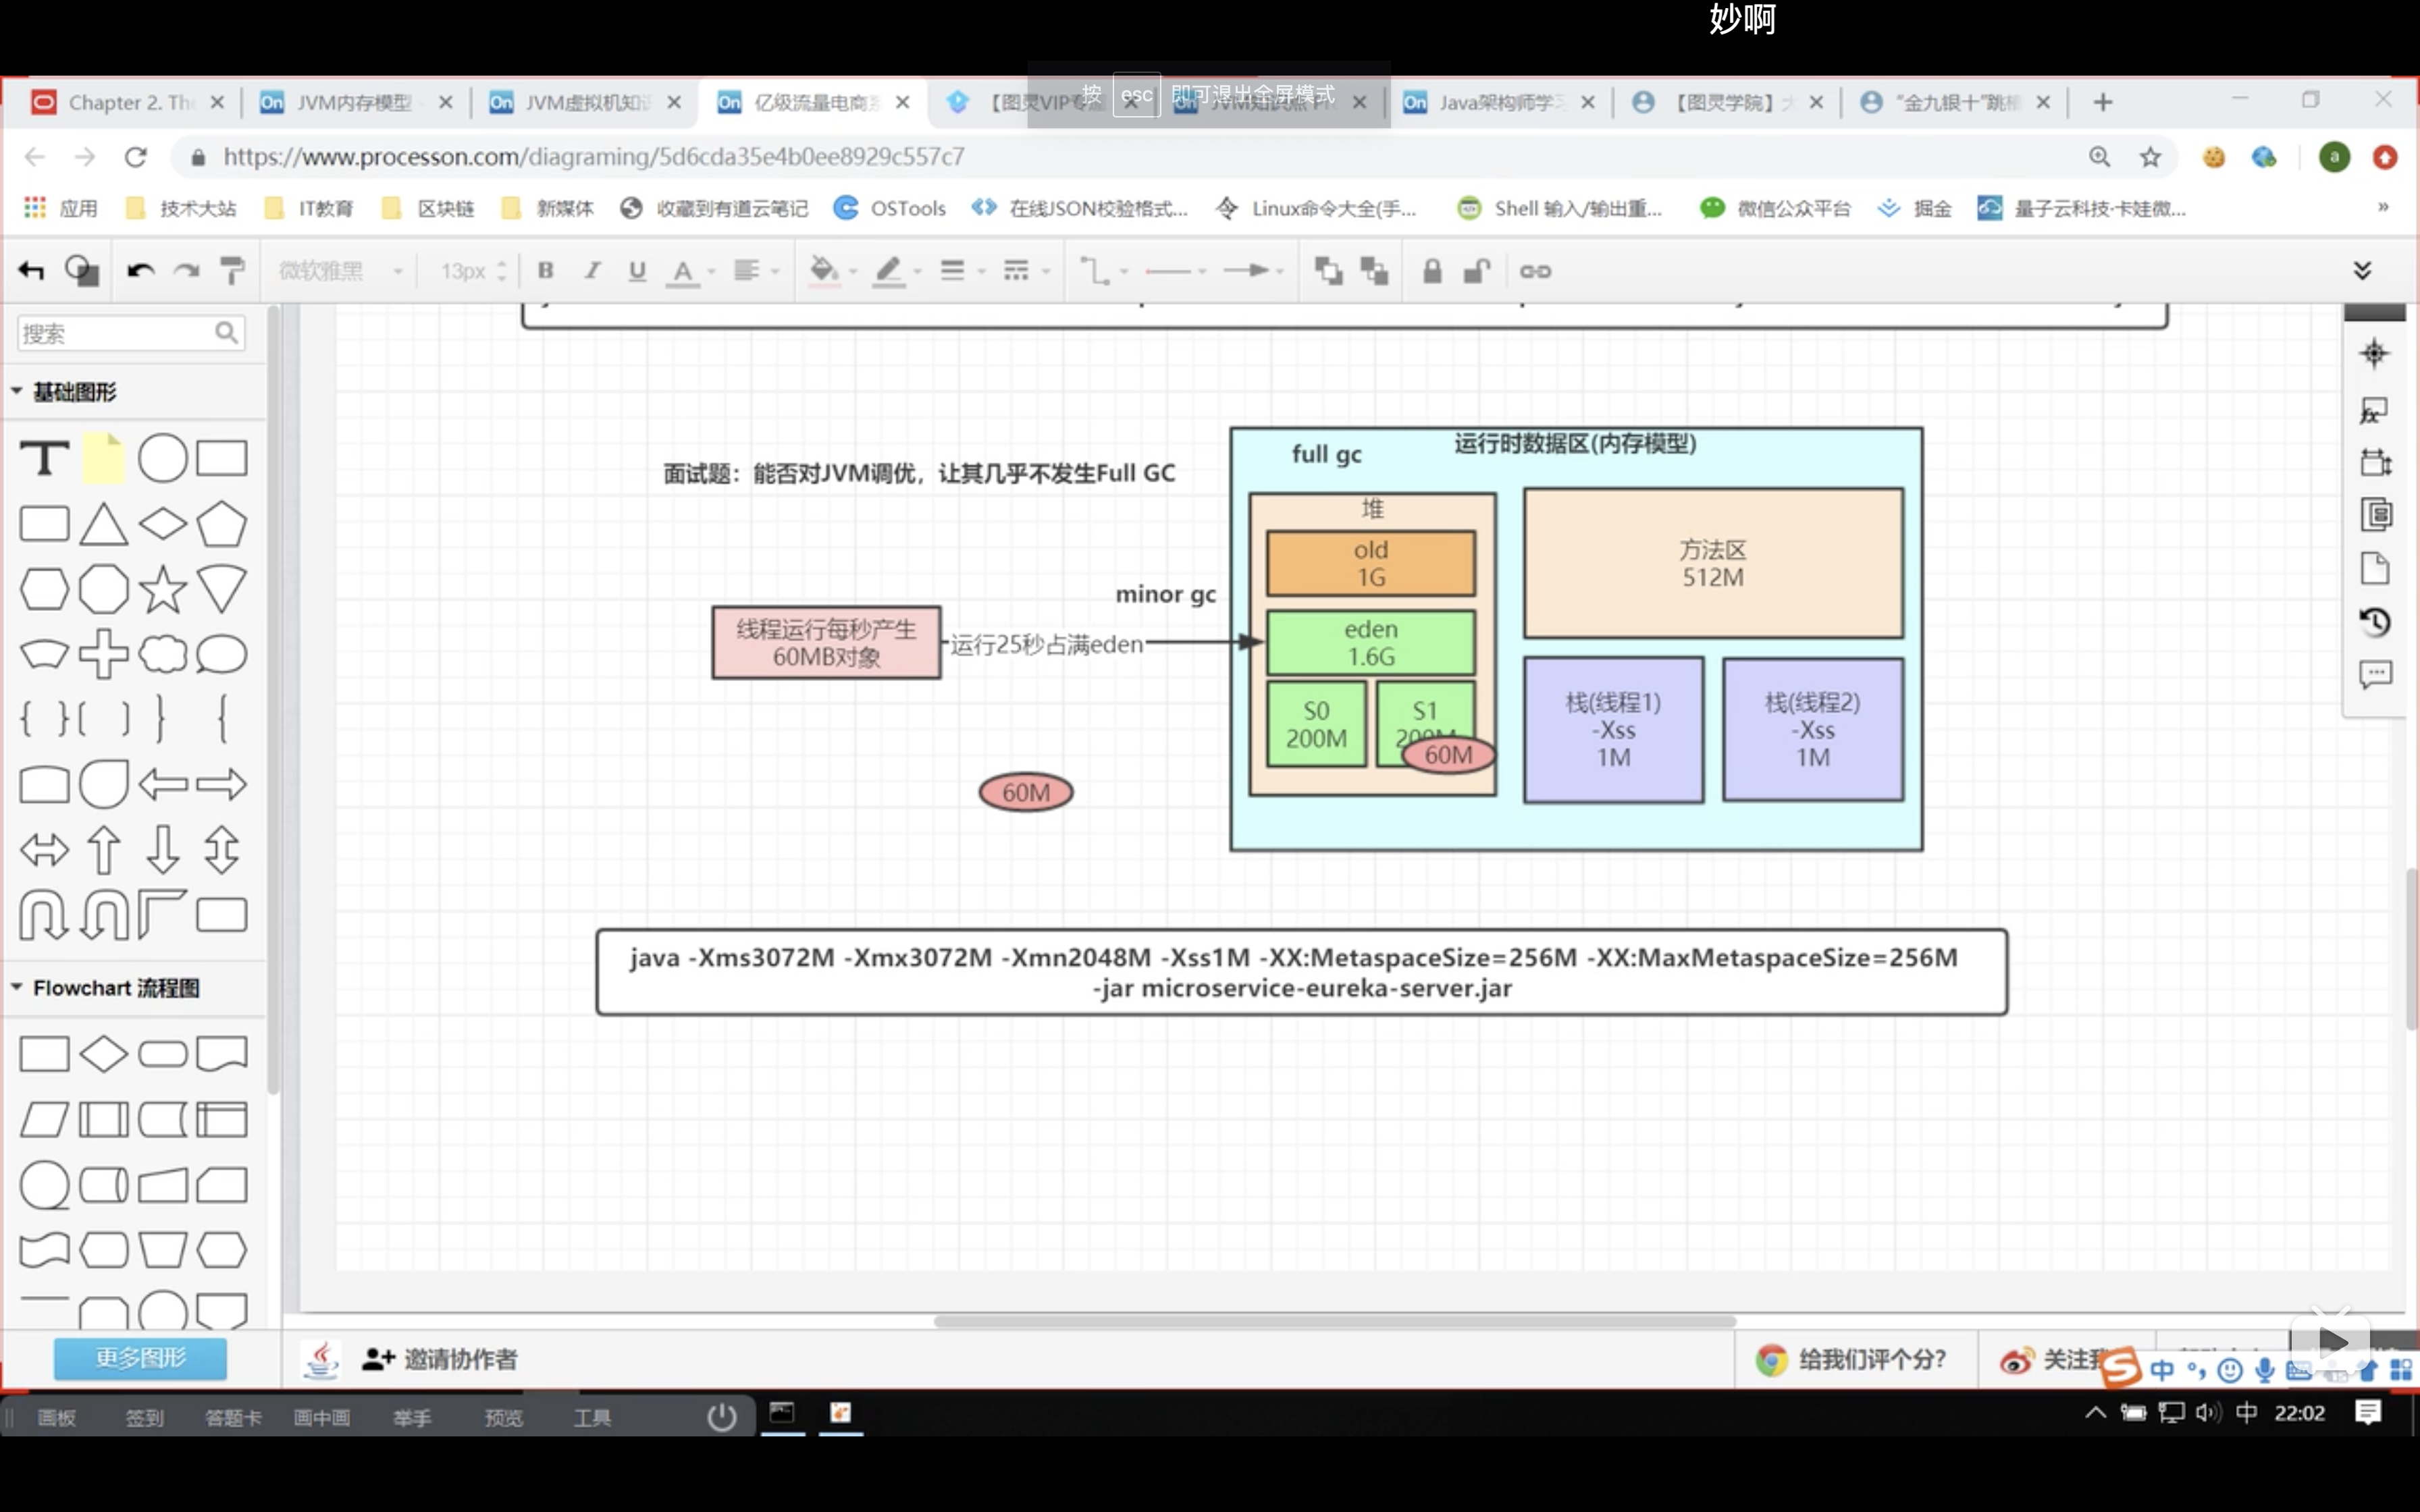 妙啊
按 esc 即可退出全屏模式
Chapter 2. Th
JVM内存模型
JVM虚拟机知识
亿级流量电商系
【图灵VIP专
Java架构师学习
【图灵学院】
“金九银十”跳槽
https://www.processon.com/diagraming/5d6cda35e4b0ee8929c557c7
应用
技术大站
IT教育
区块链
新媒体
收藏到有道云笔记
OSTools
在线JSON校验格式...
Linux命令大全(手...
Shell 输入/输出重...
微信公众平台
掘金
量子云科技-卡娃微...
»
微软雅黑
13px
B I U A
搜索
基础图形
Flowchart 流程图
更多图形
面试题：能否对JVM调优，让其几乎不发生Full GC
full gc
运行时数据区(内存模型)
堆
old
1G
minor gc
线程运行每秒产生
60MB对象
运行25秒占满eden
eden
1.6G
S0
200M
S1
200M
60M
60M
方法区
512M
栈(线程1)
-Xss
1M
栈(线程2)
-Xss
1M
java -Xms3072M -Xmx3072M -Xmn2048M -Xss1M -XX:MetaspaceSize=256M -XX:MaxMetaspaceSize=256M
-jar microservice-eureka-server.jar
邀请协作者
给我们评个分？
关注我
中
画板
签到
答题卡
画中画
举手
预览
工具
中
22:02